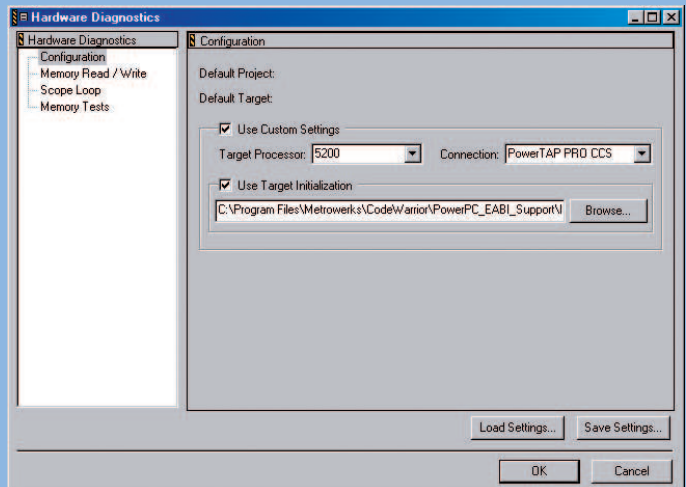 Hardware Diagnostics
Hardware Diagnostics
Configuration
Memory Read / Write
Scope Loop
Memory Tests
Configuration
Default Project:
Default Target:
Use Custom Settings
Target Processor: 5200 Connection: PowerTAP PRO CCS
Use Target Initialization
C:\Program Files\Metrowerks\CodeWarrior\PowerPC_EABI_Support\ Browse...
Load Settings... Save Settings...
OK Cancel